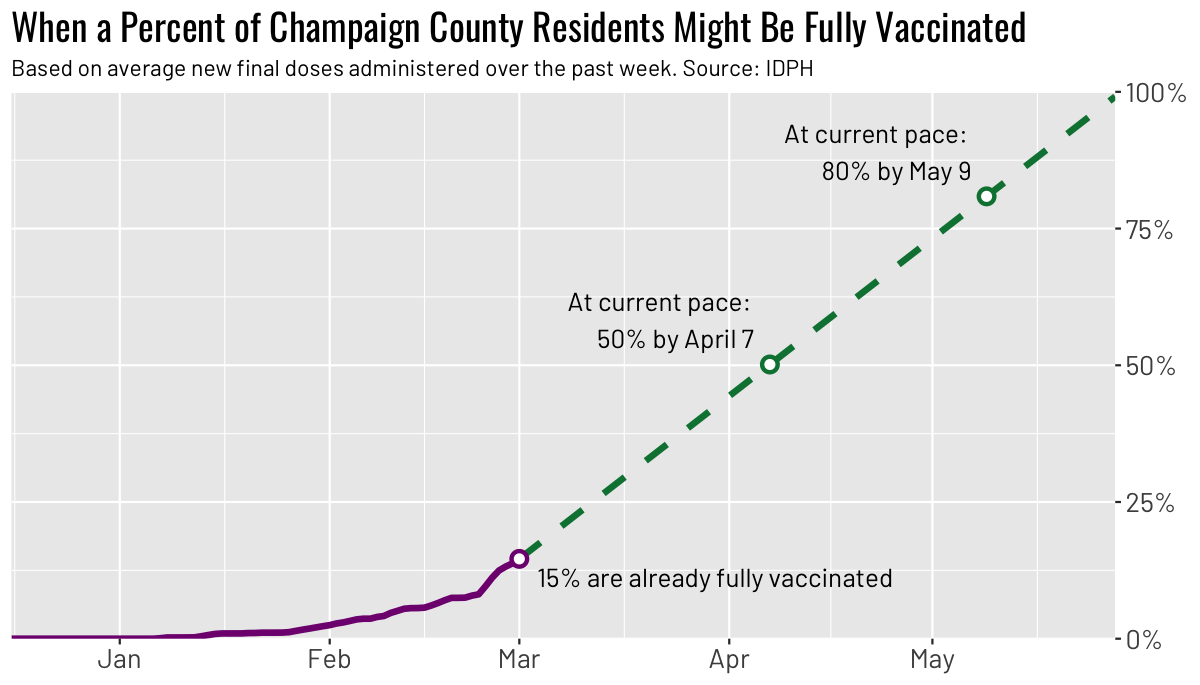 When a Percent of Champaign County Residents Might Be Fully Vaccinated
Based on average new final doses administered over the past week. Source: IDPH
100%
At current pace:
80% by May 9
75%
At current pace:
50% by April 7
50%
25%
15% are already fully vaccinated
0%
Jan Feb Mar Apr May